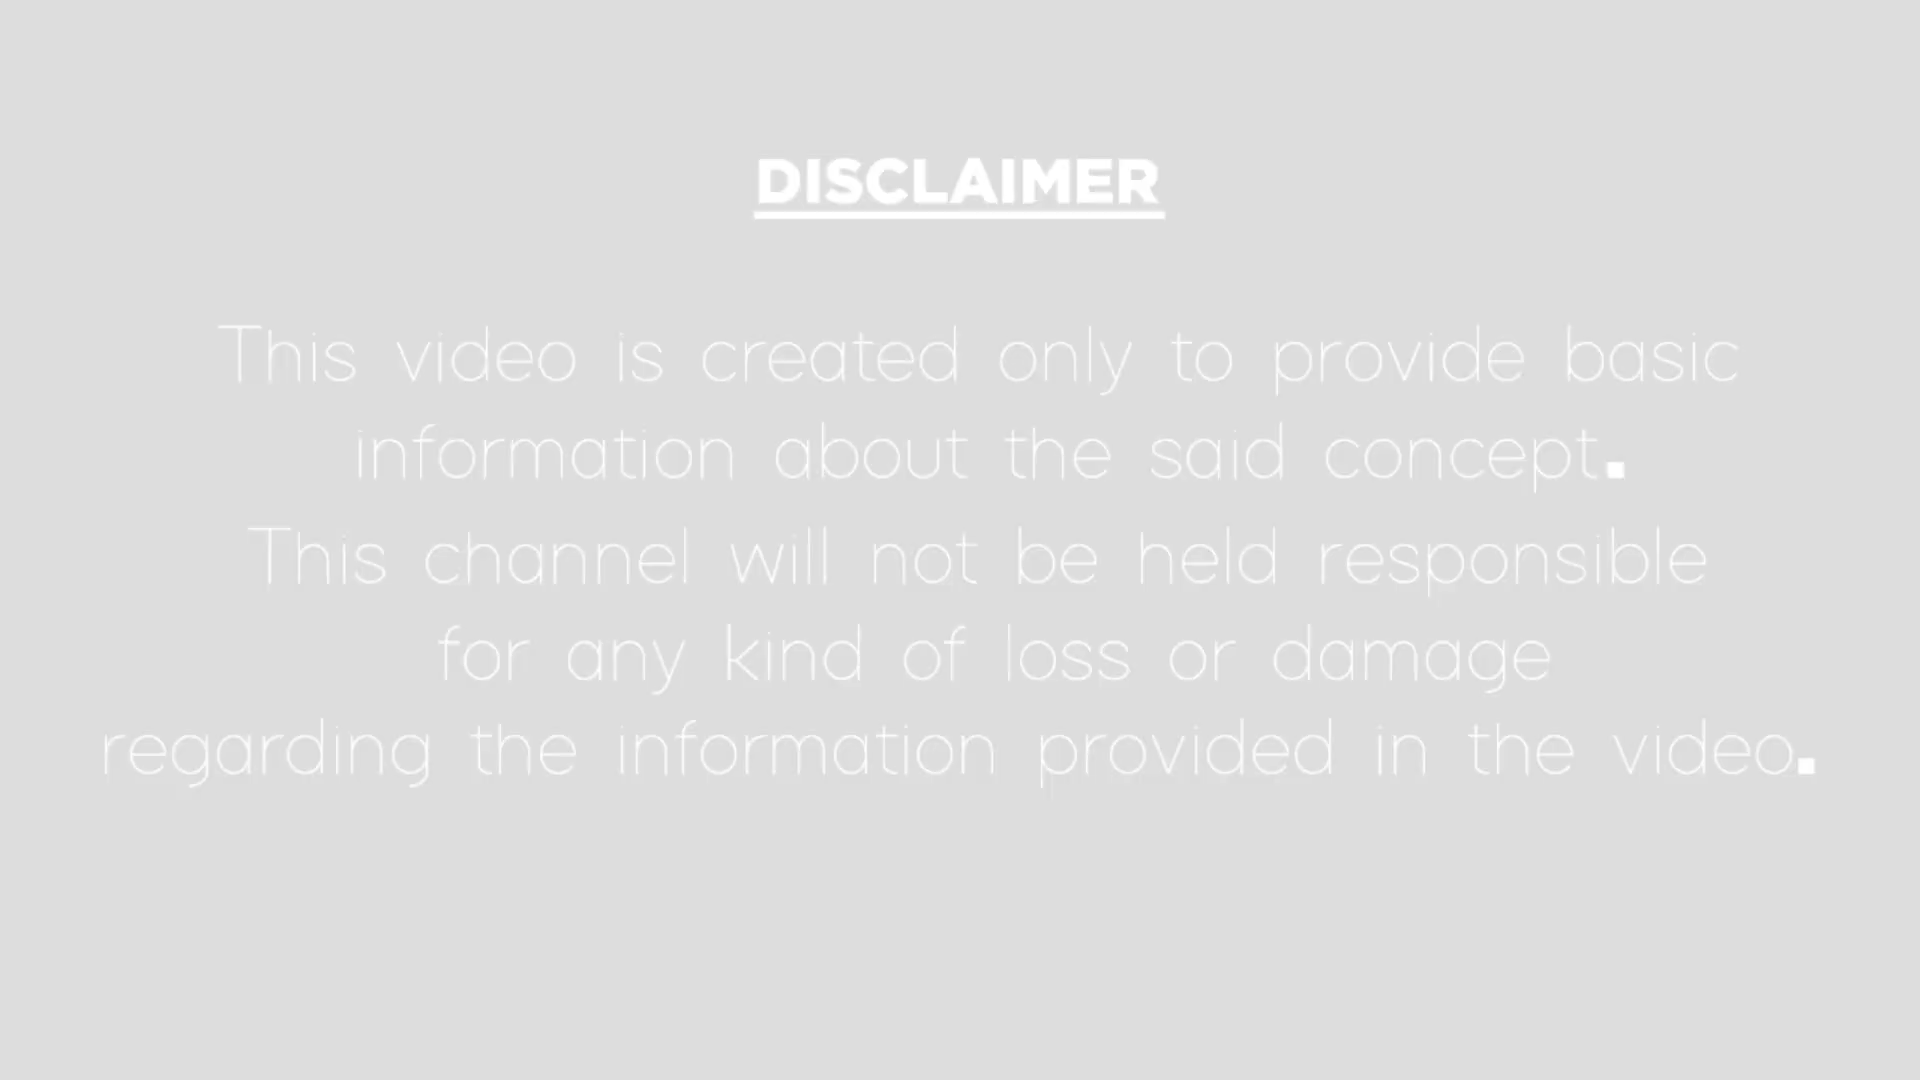 DISCLAIMER
This video is created only to provide basic
information about the said concept.
This channel will not be held responsible
for any kind of loss or damage
regarding the information provided in the video.